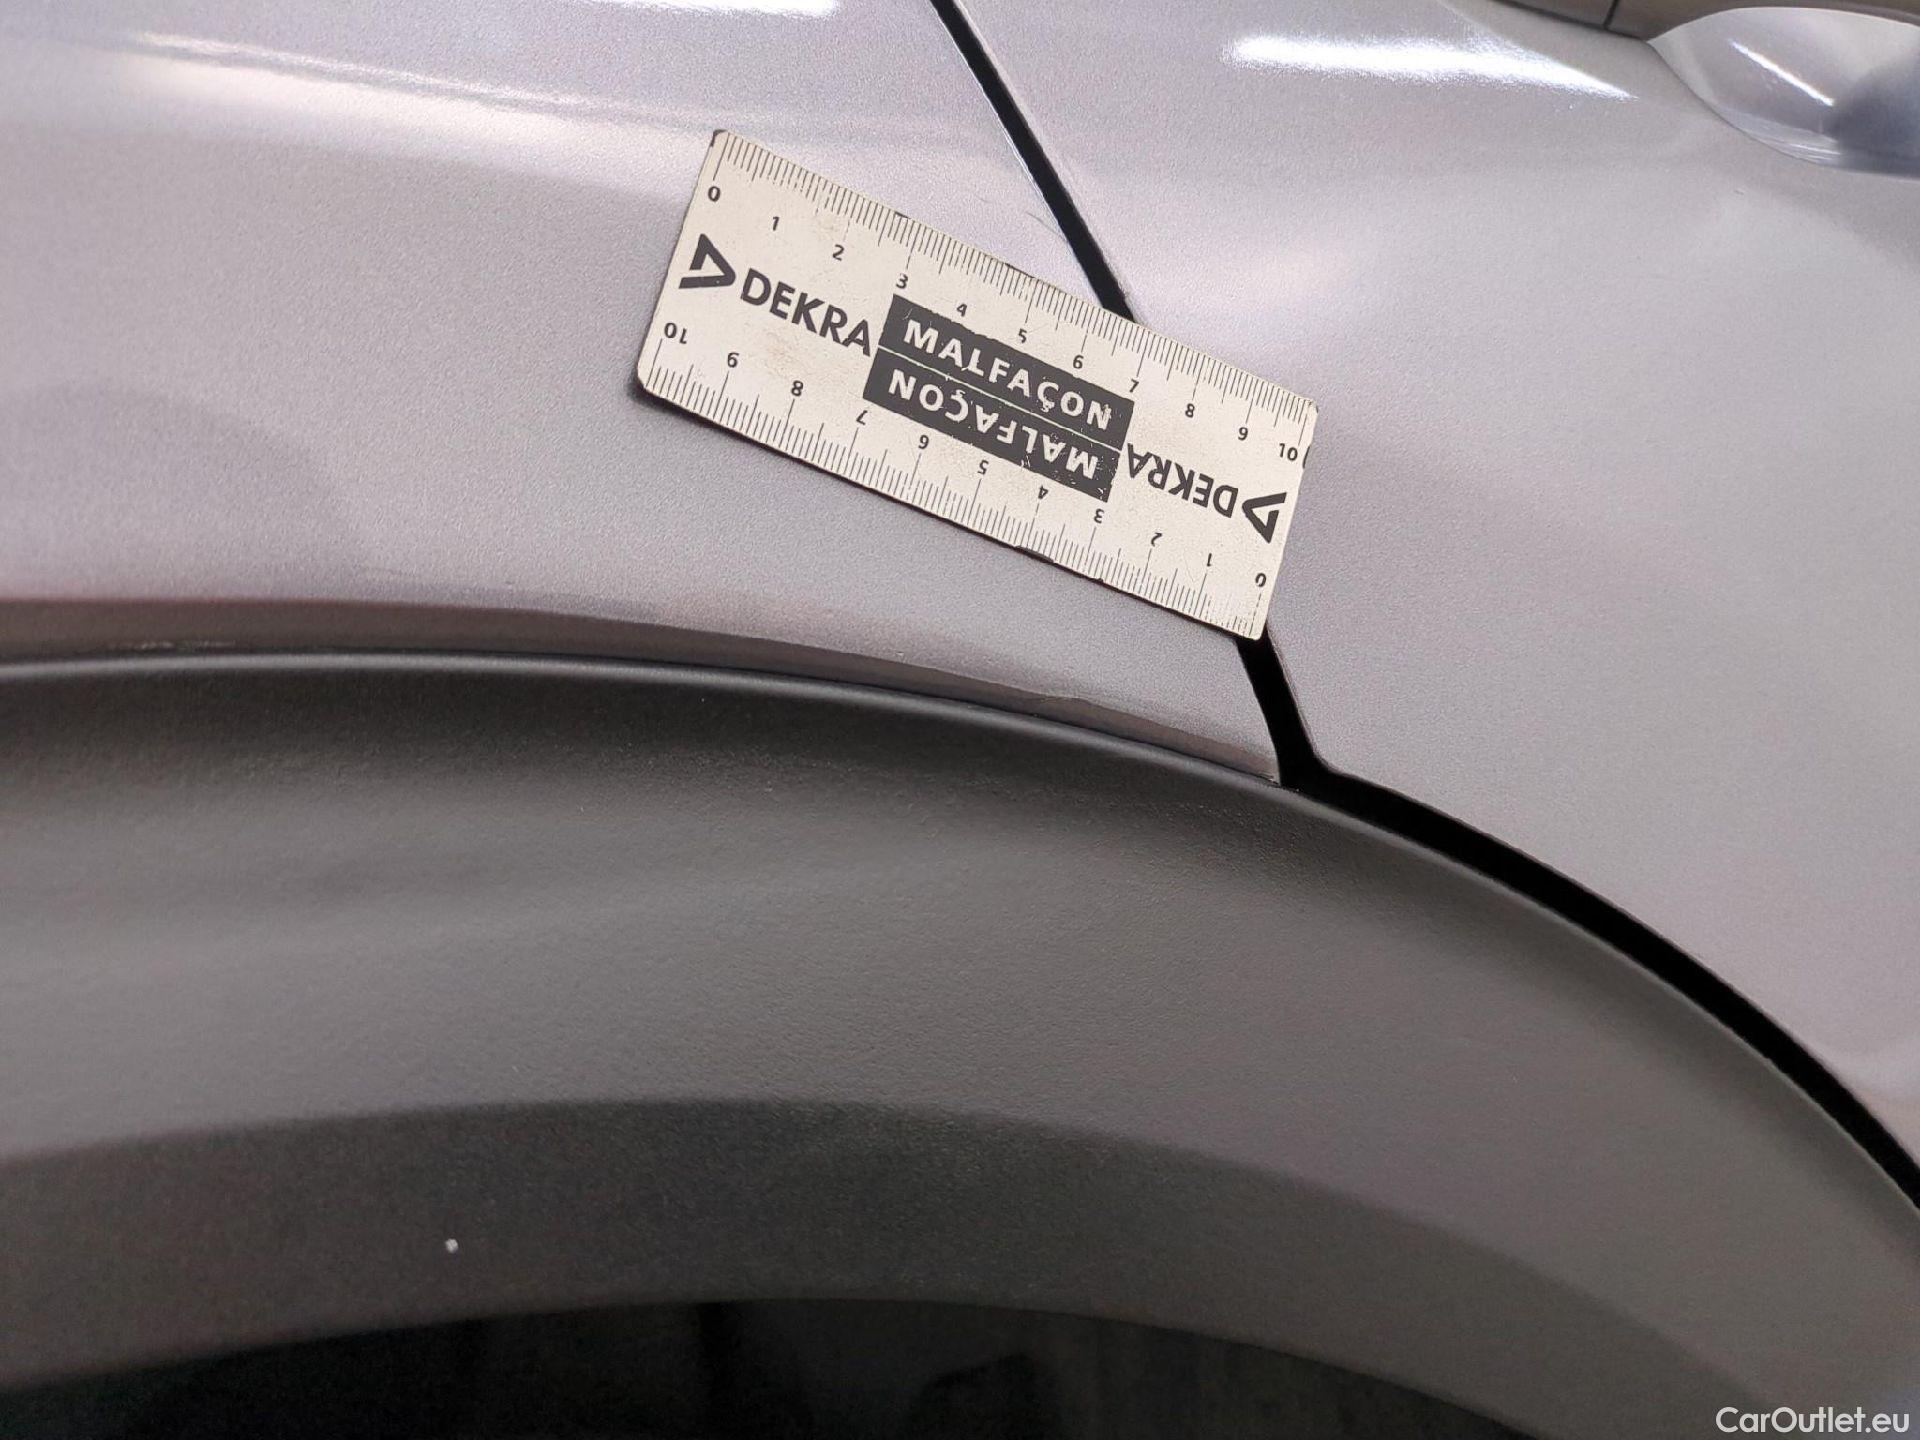 0 1 2 3 4 5 6 7 8 9 10
DEKRA
MALFAÇON
MALFAÇON
DEKRA
10 9 8 7 6 5 4 3 2 1 0
CarOutlet.eu